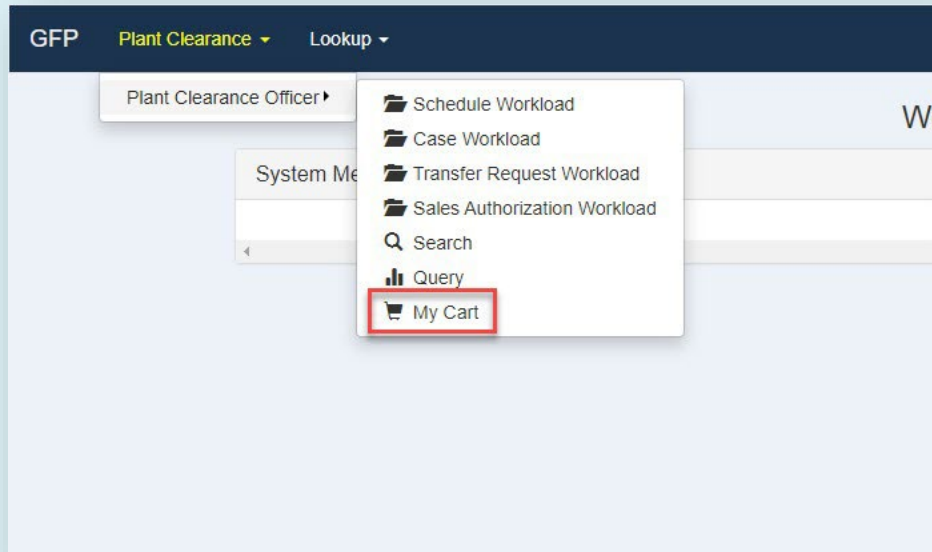 GFP Plant Clearance Lookup
Plant Clearance Officer
Schedule Workload
Case Workload
Transfer Request Workload
Sales Authorization Workload
Search
Query
My Cart
System Me
W